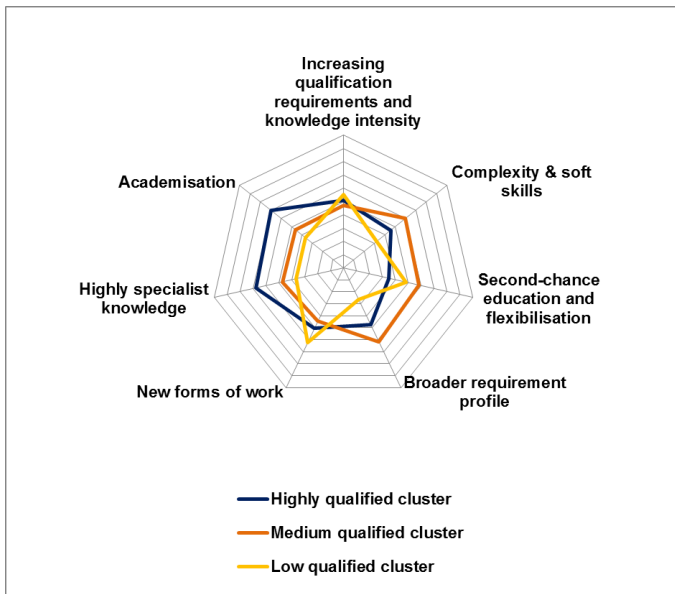 Increasing
qualification
requirements and
knowledge intensity
Complexity & soft
skills
Second-chance
education and
flexibilisation
Broader requirement
profile
New forms of work
Highly specialist
knowledge
Academisation
Highly qualified cluster
Medium qualified cluster
Low qualified cluster